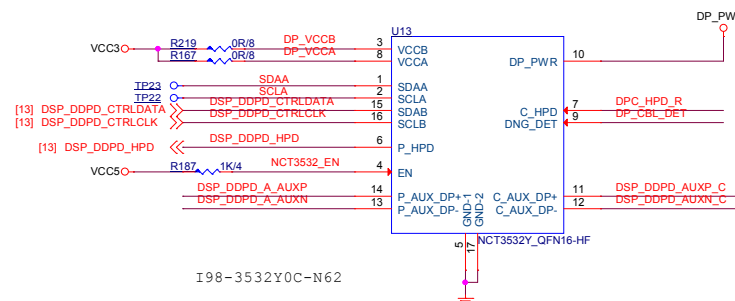 U13
DP_PW
VCC3
R219
0R/8
DP_VCCB
3
VCCB
R167
0R/8
DP_VCCA
8
VCCA
DP_PWR
10
TP23
SDAA
1
SDAA
TP22
SCLA
2
SCLA
[13] DSP_DDPD_CTRLDATA
DSP_DDPD_CTRLDATA
15
SDAB
[13] DSP_DDPD_CTRLCLK
DSP_DDPD_CTRLCLK
16
SCLB
C_HPD
7
DPC_HPD_R
DNG_DET
9
DP_CBL_DET
[13] DSP_DDPD_HPD
DSP_DDPD_HPD
6
P_HPD
VCC5
R187
1K/4
NCT3532_EN
4
EN
DSP_DDPD_A_AUXP
14
P_AUX_DP+
C_AUX_DP+
11
DSP_DDPD_AUXP_C
DSP_DDPD_A_AUXN
13
P_AUX_DP-
C_AUX_DP-
12
DSP_DDPD_AUXN_C
GND-1
GND-2
5
17
NCT3532Y_QFN16-HF
I98-3532Y0C-N62